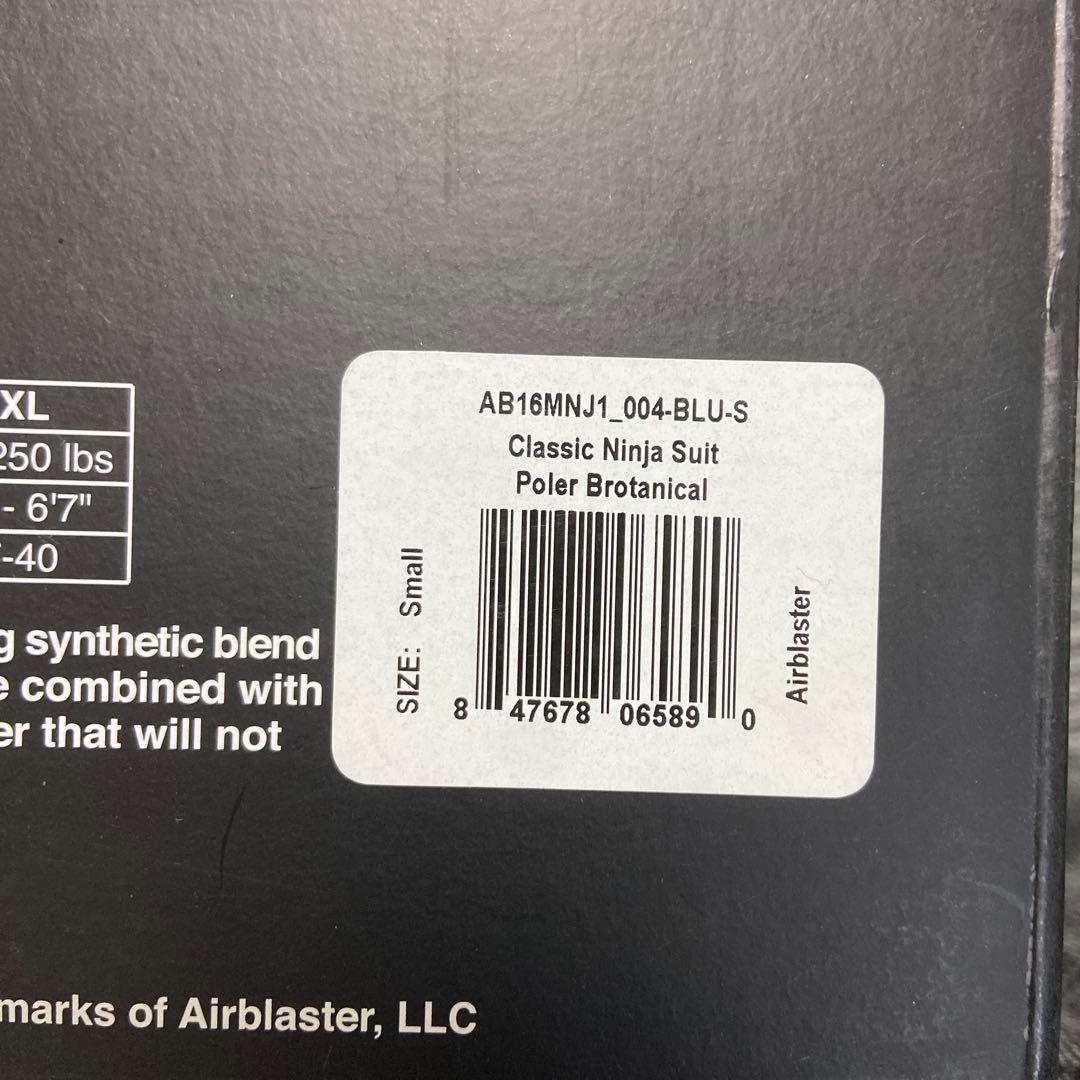 XL
250 lbs
- 6'7"
-40
synthetic blend
combined with
that will not
AB16MNJ1_004-BLU-S
Classic Ninja Suit
Poler Brotanical
SIZE: Small
8 47678 06589 0
Airblaster
marks of Airblaster, LLC